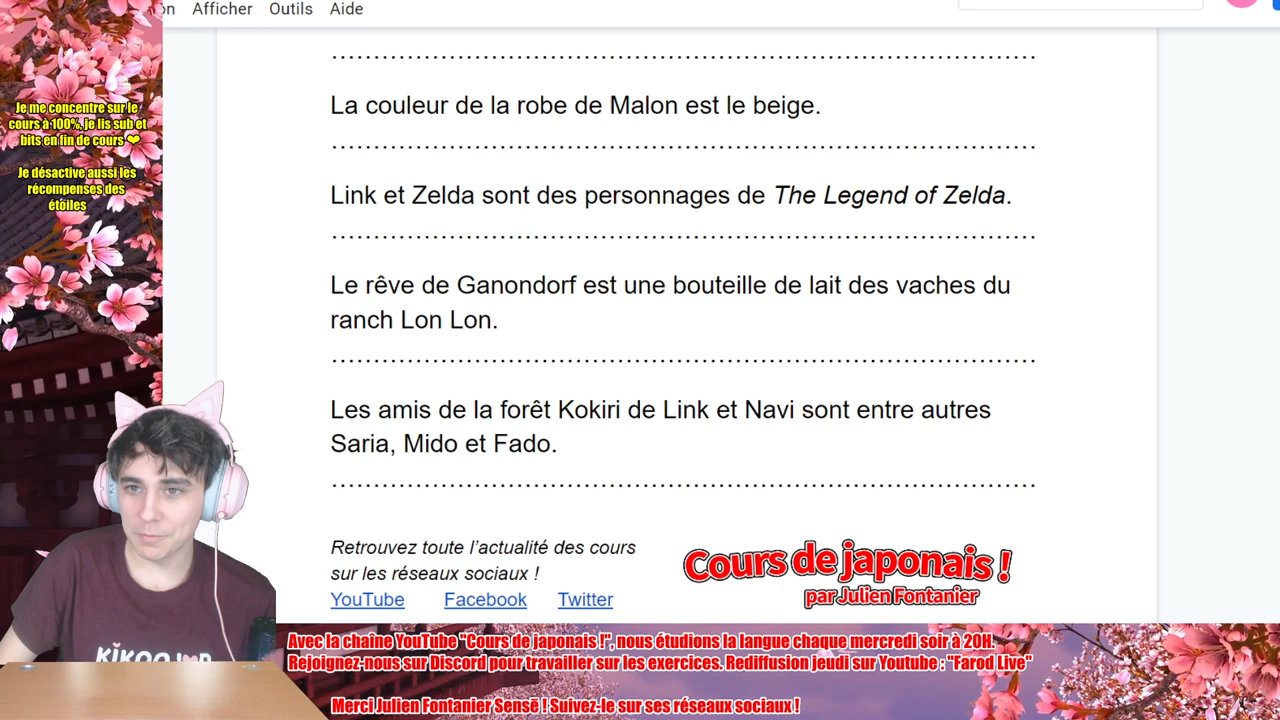 Afficher Outils Aide
Je me concentre sur le
cours à 100%, je lis sub et
bits en fin de cours ❤
Je désactive aussi les
récompenses des
étoiles
La couleur de la robe de Malon est le beige.
Link et Zelda sont des personnages de The Legend of Zelda.
Le rêve de Ganondorf est une bouteille de lait des vaches du
ranch Lon Lon.
Les amis de la forêt Kokiri de Link et Navi sont entre autres
Saria, Mido et Fado.
Retrouvez toute l’actualité des cours
sur les réseaux sociaux !
YouTube Facebook Twitter
Cours de japonais !
par Julien Fontanier
Avec la chaîne YouTube "Cours de japonais !", nous étudions la langue chaque mercredi soir à 20H.
Rejoignez-nous sur Discord pour travailler sur les exercices. Rediffusion jeudi sur Youtube : "Farod Live"
Merci Julien Fontanier Sensē ! Suivez-le sur ses réseaux sociaux !